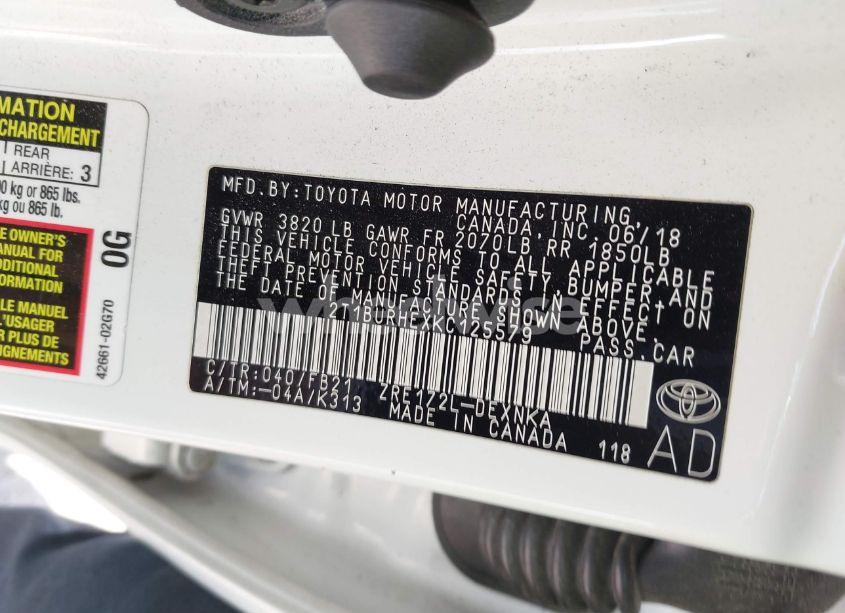 MATION
CHARGEMENT
REAR
ARRIÈRE: 3
0 kg or 865 lbs.
kg ou 865 lb.
E OWNER'S
MANUAL FOR
ADDITIONAL
INFORMATION
LE MANUEL
L'USAGER
R PLUS DE
IGNEMENTS
0G
42661-02G70
MFD.BY:TOYOTA MOTOR MANUFACTURING,
CANADA, INC. 06/18
GVWR 3820 LB GAWR FR 2070LB RR 1850LB
THIS VEHICLE CONFORMS TO ALL APPLICABLE
FEDERAL MOTOR VEHICLE SAFETY, BUMPER, AND
THEFT PREVENTION STANDARDS IN EFFECT ON
THE DATE OF MANUFACTURE SHOWN ABOVE.
2T1BURHEXKC125579 PASS.CAR
C/TR:040/FB21 ZRE172L-DEXNKA
A/TM:-04A/K313 MADE IN CANADA 118
AD